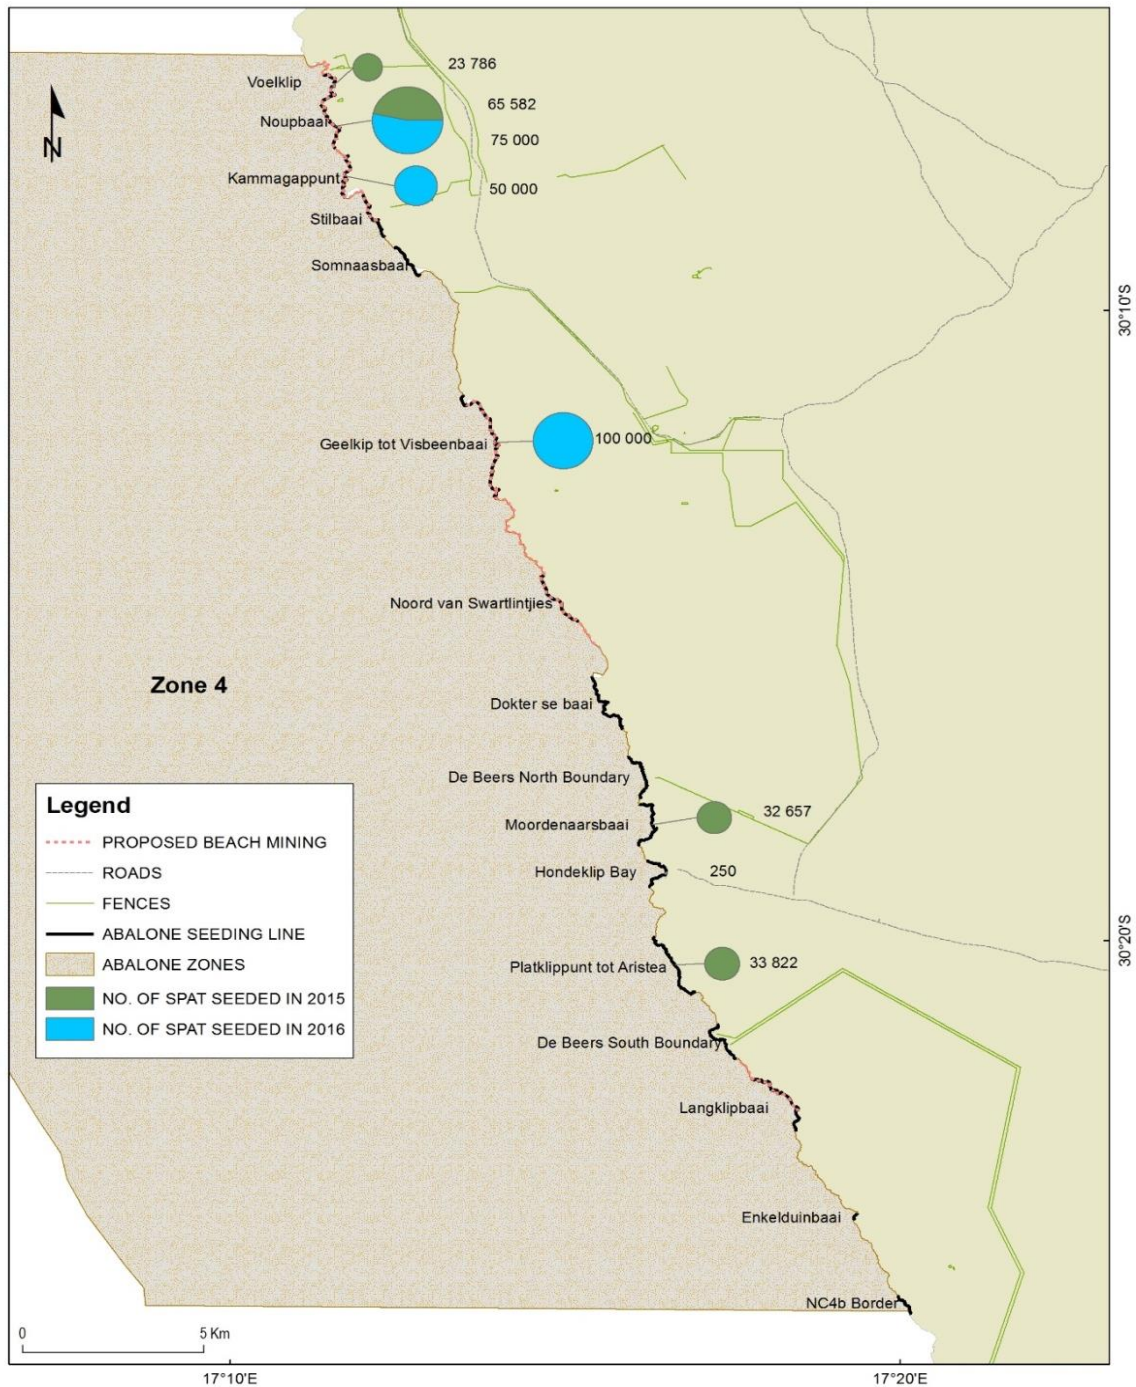 23 786
Voelklip
65 582
Noupbaai
75 000
N
Kammagappunt
50 000
Stilbaai
Somnaasbaai
30°10'S
Geelkip tot Visbeenbaai
100 000
Noord van Swartlintjies
Zone 4
Dokter se baai
De Beers North Boundary
32 657
Moordenaarsbaai
Hondeklip Bay
250
30°20'S
Platklippunt tot Aristea
33 822
De Beers South Boundary
Langklipbaai
Enkelduinbaai
NC4b Border
Legend
PROPOSED BEACH MINING
ROADS
FENCES
ABALONE SEEDING LINE
ABALONE ZONES
NO. OF SPAT SEEDED IN 2015
NO. OF SPAT SEEDED IN 2016
0 5 Km
17°10'E
17°20'E